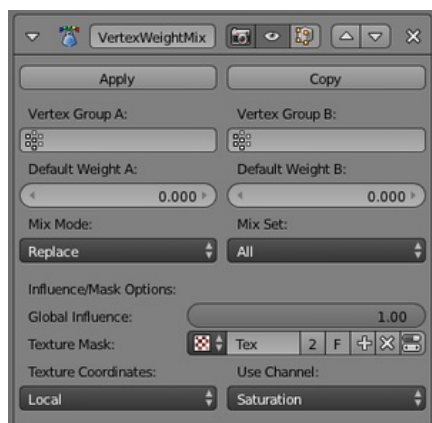 VertexWeightMix
Apply Copy
Vertex Group A: Vertex Group B:
Default Weight A: Default Weight B:
0.000 0.000
Mix Mode: Mix Set:
Replace All
Influence/Mask Options:
Global Influence: 1.00
Texture Mask: Tex 2 F
Texture Coordinates: Use Channel:
Local Saturation